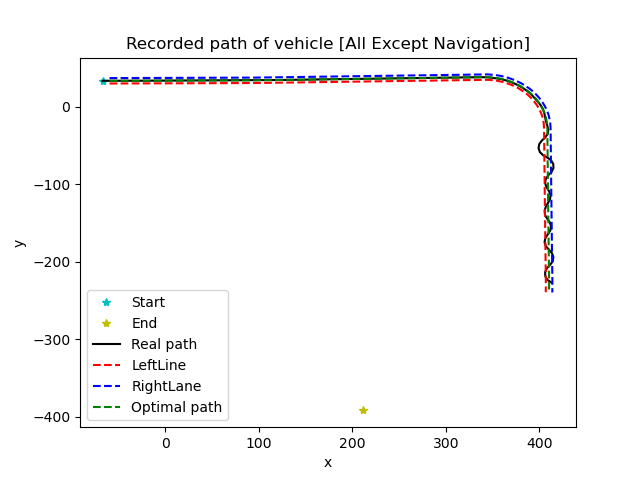 Recorded path of vehicle [All Except Navigation]
0
−100
−200
−300
−400
y
Start
End
Real path
LeftLine
RightLane
Optimal path
0
100
200
300
400
x